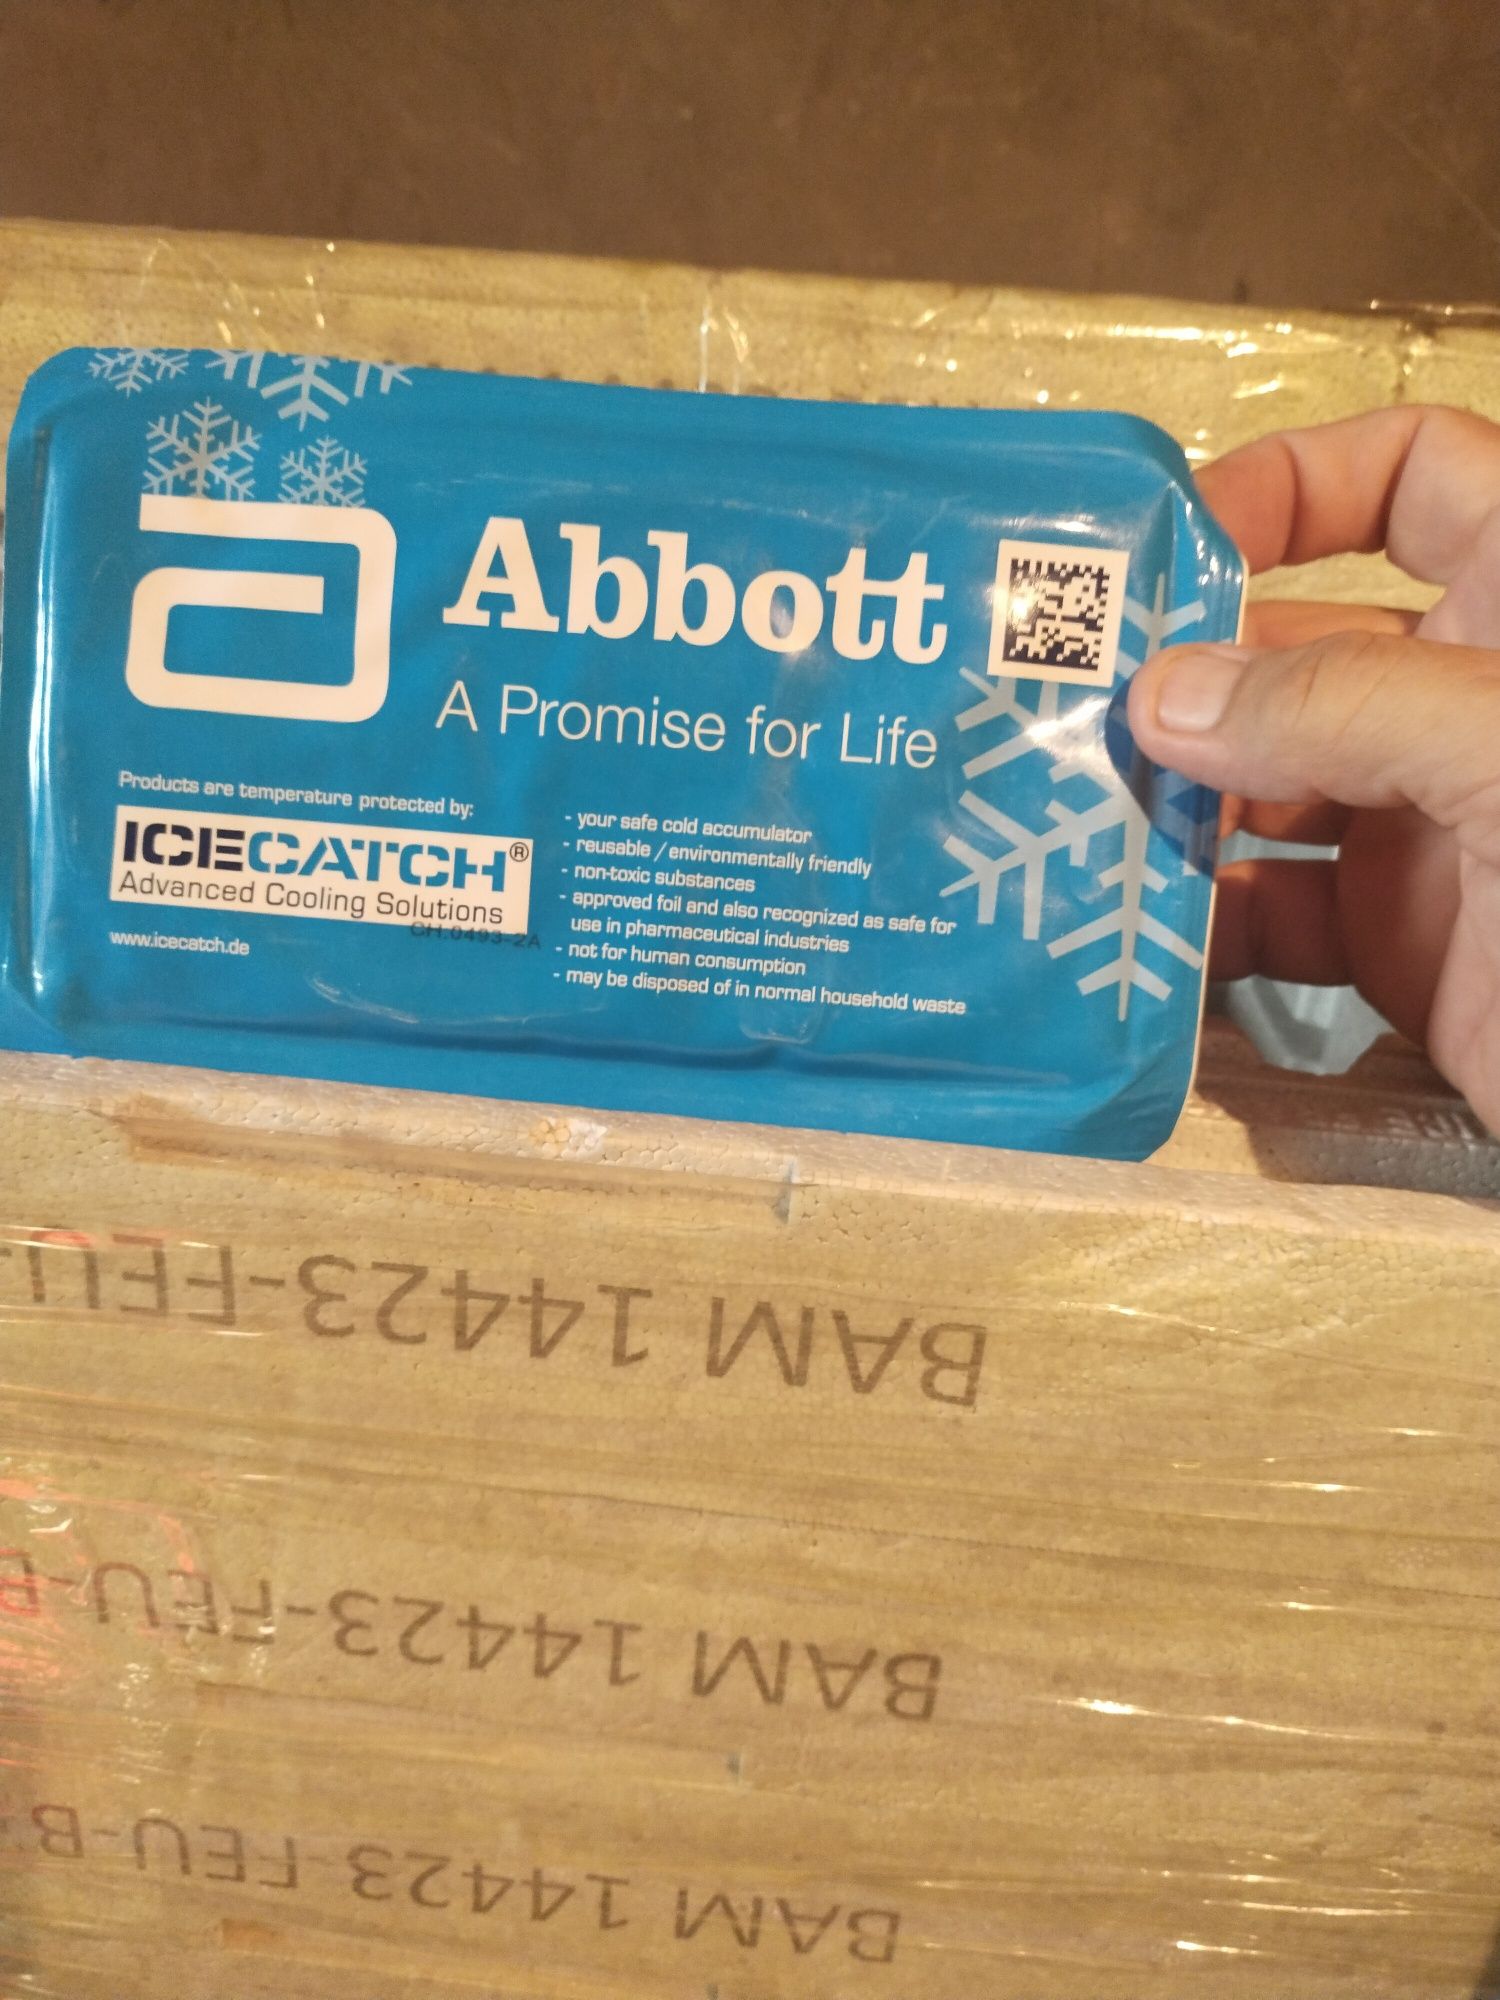 Abbott
A Promise for Life
Products are temperature protected by:
ICECATCH®
Advanced Cooling Solutions
CH.0493-2A
www.icecatch.de
- your safe cold accumulator
- reusable / environmentally friendly
- non-toxic substances
- approved foil and also recognized as safe for
use in pharmaceutical industries
- not for human consumption
- may be disposed of in normal household waste
BAM 14423-FEU-
BAM 14423-FEU-B
BAM 14423-FEU-B